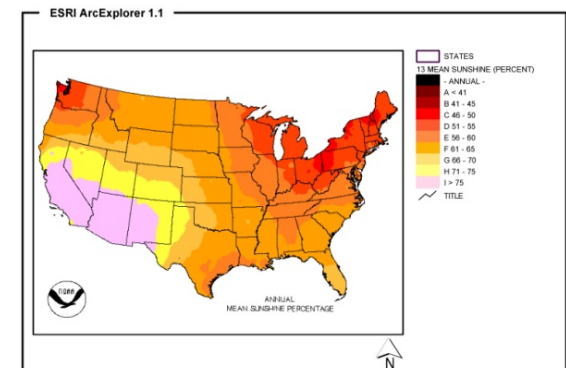 ESRI ArcExplorer 1.1
STATES
13 MEAN SUNSHINE (PERCENT)
- ANNUAL -
A < 41
B 41 - 45
C 46 - 50
D 51 - 55
E 56 - 60
F 61 - 65
G 66 - 70
H 71 - 75
I > 75
TITLE
noaa
ANNUAL
MEAN SUNSHINE PERCENTAGE
N